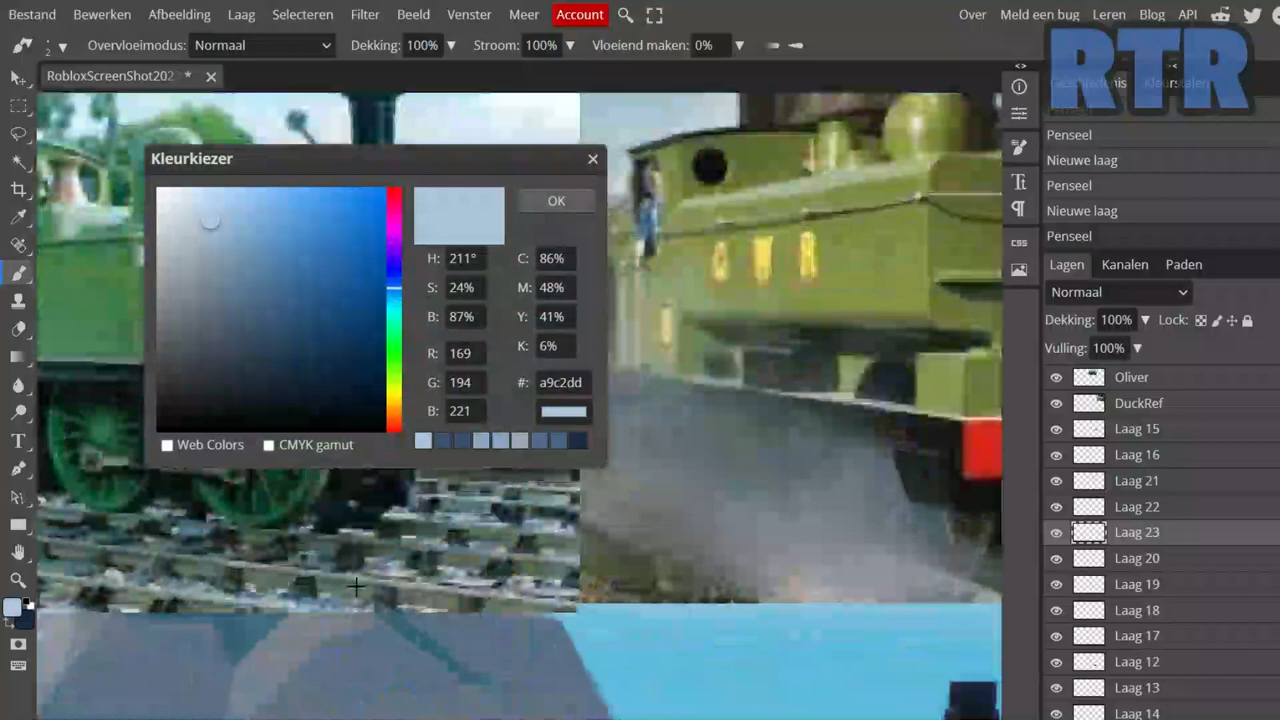 Bestand Bewerken Afbeelding Laag Selecteren Filter Beeld Venster Meer Account Over Meld een bug Leren Blog API
2 Overvloeimodus: Normaal Dekking: 100% Stroom: 100% Vloeiend maken: 0%
RTR
RobloxScreenShot202 *
Kleurstalen
Penseel
Nieuwe laag
Penseel
Nieuwe laag
Penseel
Kleurkiezer
OK
H: 211° C: 86%
S: 24% M: 48%
B: 87% Y: 41%
R: 169 K: 6%
G: 194 #: a9c2dd
B: 221
Web Colors CMYK gamut
G W R
Lagen Kanalen Paden
Normaal
Dekking: 100% Lock:
Vulling: 100%
Oliver
DuckRef
Laag 15
Laag 16
Laag 21
Laag 22
Laag 23
Laag 20
Laag 19
Laag 18
Laag 17
Laag 12
Laag 13
Laag 14
CSS